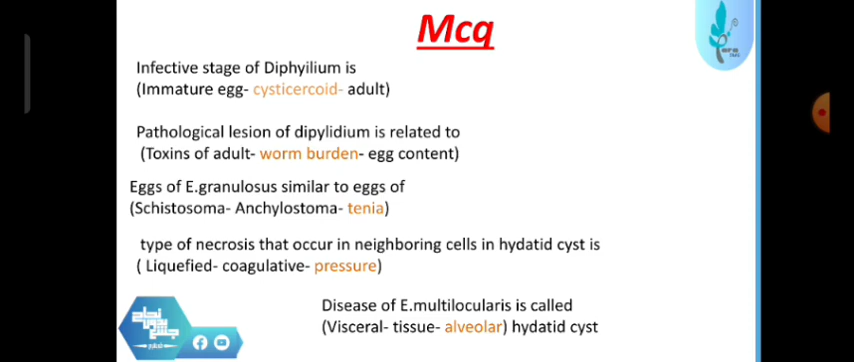 Mcq
Infective stage of Diphyilium is
(Immature egg- cysticercoid- adult)
Pathological lesion of dipylidium is related to
(Toxins of adult- worm burden- egg content)
Eggs of E.granulosus similar to eggs of
(Schistosoma- Anchylostoma- tenia)
type of necrosis that occur in neighboring cells in hydatid cyst is
( Liquefied- coagulative- pressure)
Disease of E.multilocularis is called
(Visceral- tissue- alveolar) hydatid cyst